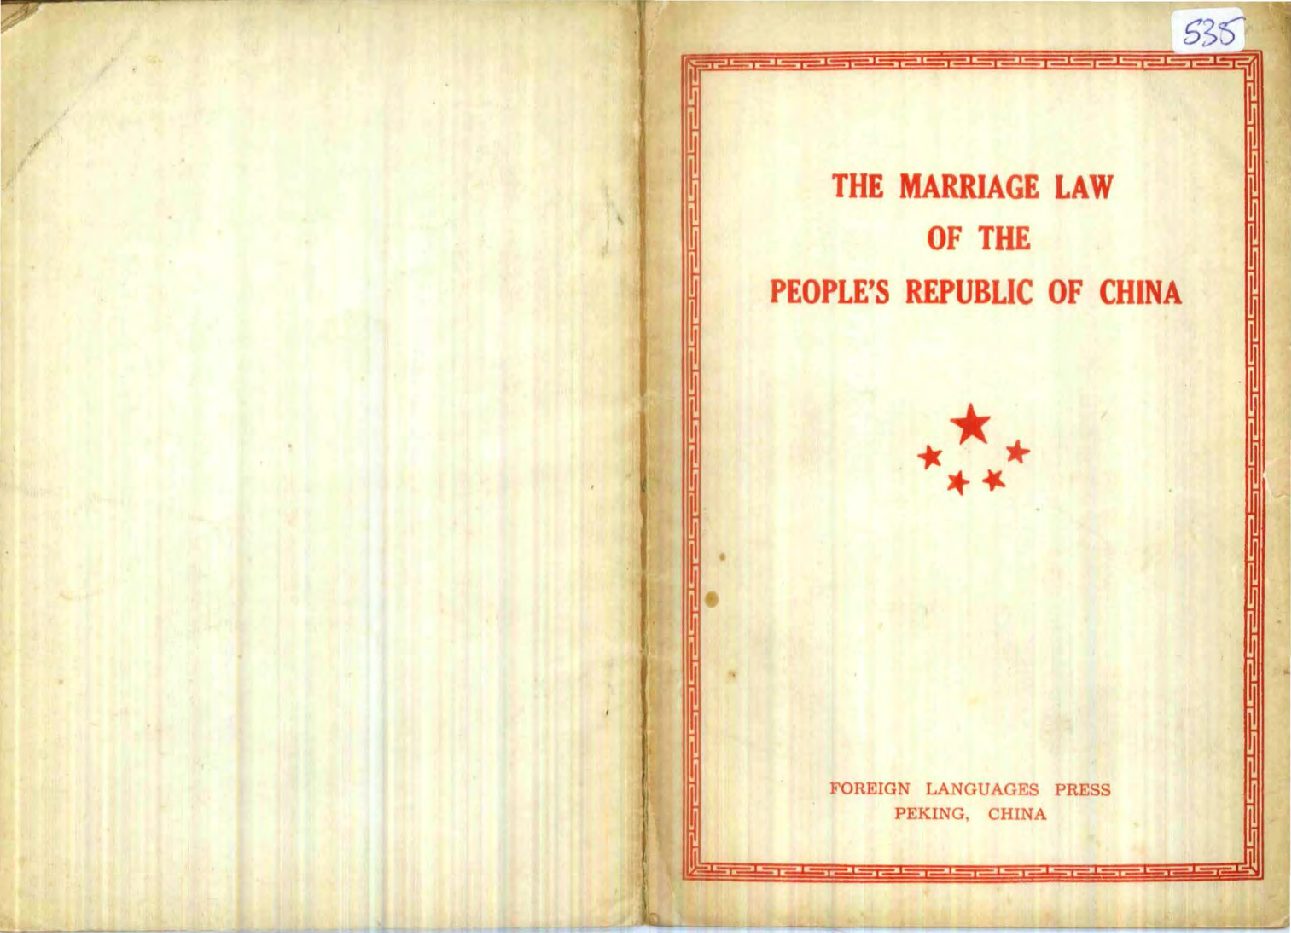 535
THE MARRIAGE LAW
OF THE
PEOPLE'S REPUBLIC OF CHINA
FOREIGN LANGUAGES PRESS
PEKING, CHINA